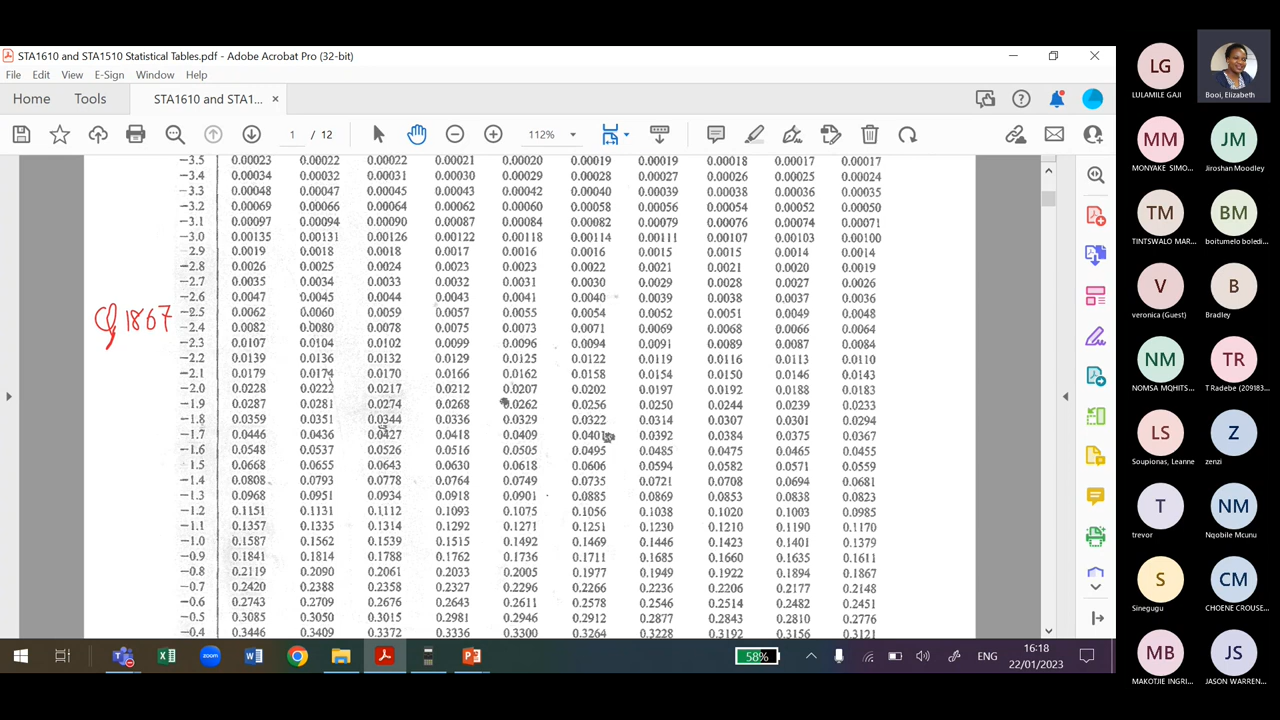 STA1610 and STA1510 Statistical Tables.pdf - Adobe Acrobat Pro (32-bit)
File Edit View E-Sign Window Help
Home Tools STA1610 and STA1... ×
1 / 12 112%
−3.5 0.00023 0.00022 0.00022 0.00021 0.00020 0.00019 0.00019 0.00018 0.00017 0.00017
−3.4 0.00034 0.00032 0.00031 0.00030 0.00029 0.00028 0.00027 0.00026 0.00025 0.00024
−3.3 0.00048 0.00047 0.00045 0.00043 0.00042 0.00040 0.00039 0.00038 0.00036 0.00035
−3.2 0.00069 0.00066 0.00064 0.00062 0.00060 0.00058 0.00056 0.00054 0.00052 0.00050
−3.1 0.00097 0.00094 0.00090 0.00087 0.00084 0.00082 0.00079 0.00076 0.00074 0.00071
−3.0 0.00135 0.00131 0.00126 0.00122 0.00118 0.00114 0.00111 0.00107 0.00103 0.00100
−2.9 0.0019 0.0018 0.0018 0.0017 0.0016 0.0016 0.0015 0.0015 0.0014 0.0014
−2.8 0.0026 0.0025 0.0024 0.0023 0.0023 0.0022 0.0021 0.0021 0.0020 0.0019
−2.7 0.0035 0.0034 0.0033 0.0032 0.0031 0.0030 0.0029 0.0028 0.0027 0.0026
−2.6 0.0047 0.0045 0.0044 0.0043 0.0041 0.0040 0.0039 0.0038 0.0037 0.0036
−2.5 0.0062 0.0060 0.0059 0.0057 0.0055 0.0054 0.0052 0.0051 0.0049 0.0048
1867
−2.4 0.0082 0.0080 0.0078 0.0075 0.0073 0.0071 0.0069 0.0068 0.0066 0.0064
−2.3 0.0107 0.0104 0.0102 0.0099 0.0096 0.0094 0.0091 0.0089 0.0087 0.0084
−2.2 0.0139 0.0136 0.0132 0.0129 0.0125 0.0122 0.0119 0.0116 0.0113 0.0110
−2.1 0.0179 0.0174 0.0170 0.0166 0.0162 0.0158 0.0154 0.0150 0.0146 0.0143
−2.0 0.0228 0.0222 0.0217 0.0212 0.0207 0.0202 0.0197 0.0192 0.0188 0.0183
−1.9 0.0287 0.0281 0.0274 0.0268 0.0262 0.0256 0.0250 0.0244 0.0239 0.0233
−1.8 0.0359 0.0351 0.0344 0.0336 0.0329 0.0322 0.0314 0.0307 0.0301 0.0294
−1.7 0.0446 0.0436 0.0427 0.0418 0.0409 0.0401 0.0392 0.0384 0.0375 0.0367
−1.6 0.0548 0.0537 0.0526 0.0516 0.0505 0.0495 0.0485 0.0475 0.0465 0.0455
−1.5 0.0668 0.0655 0.0643 0.0630 0.0618 0.0606 0.0594 0.0582 0.0571 0.0559
−1.4 0.0808 0.0793 0.0778 0.0764 0.0749 0.0735 0.0721 0.0708 0.0694 0.0681
−1.3 0.0968 0.0951 0.0934 0.0918 0.0901 0.0885 0.0869 0.0853 0.0838 0.0823
−1.2 0.1151 0.1131 0.1112 0.1093 0.1075 0.1056 0.1038 0.1020 0.1003 0.0985
−1.1 0.1357 0.1335 0.1314 0.1292 0.1271 0.1251 0.1230 0.1210 0.1190 0.1170
−1.0 0.1587 0.1562 0.1539 0.1515 0.1492 0.1469 0.1446 0.1423 0.1401 0.1379
−0.9 0.1841 0.1814 0.1788 0.1762 0.1736 0.1711 0.1685 0.1660 0.1635 0.1611
−0.8 0.2119 0.2090 0.2061 0.2033 0.2005 0.1977 0.1949 0.1922 0.1894 0.1867
−0.7 0.2420 0.2388 0.2358 0.2327 0.2296 0.2266 0.2236 0.2206 0.2177 0.2148
−0.6 0.2743 0.2709 0.2676 0.2643 0.2611 0.2578 0.2546 0.2514 0.2482 0.2451
−0.5 0.3085 0.3050 0.3015 0.2981 0.2946 0.2912 0.2877 0.2843 0.2810 0.2776
−0.4 0.3446 0.3409 0.3372 0.3336 0.3300 0.3264 0.3228 0.3192 0.3156 0.3121
zoom 58% ENG 16:18
22/01/2023
LG
LULAMILE GAJI
Booi, Elizabeth
MM JM
MONYAKE SIMO... Jiroshan Moodley
TM BM
TINTSWALO MAR... boitumelo boledi...
V B
veronica (Guest) Bradley
NM TR
NOMSA MQHITS... T Radebe (209183...
LS Z
Soupionas, Leanne zenzi
T NM
trevor Nqobile Mcunu
S CM
Sinegugu CHOENE CROUSE...
MB JS
MAKOTJIE INGRI... JASON WARREN...